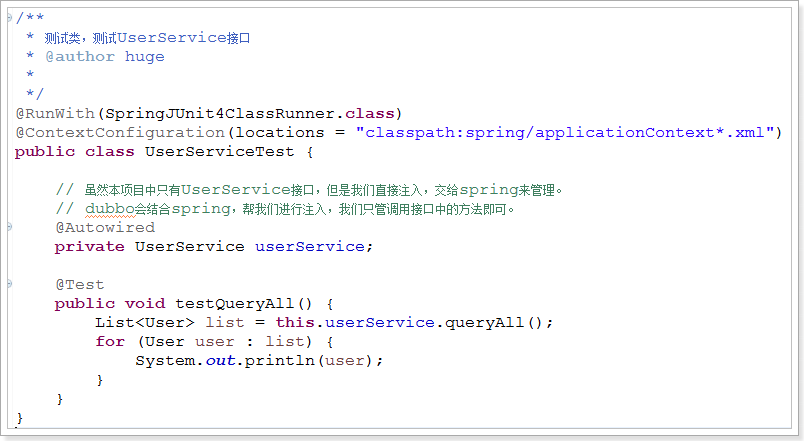 /**
 * 测试类，测试UserService接口
 * @author huge
 *
 */
@RunWith(SpringJUnit4ClassRunner.class)
@ContextConfiguration(locations = "classpath:spring/applicationContext*.xml")
public class UserServiceTest {
    // 虽然本项目中只有UserService接口，但是我们直接注入，交给spring来管理。
    // dubbo会结合spring，帮我们进行注入，我们只管调用接口中的方法即可。
    @Autowired
    private UserService userService;
    @Test
    public void testQueryAll() {
        List<User> list = this.userService.queryAll();
        for (User user : list) {
            System.out.println(user);
        }
    }
}